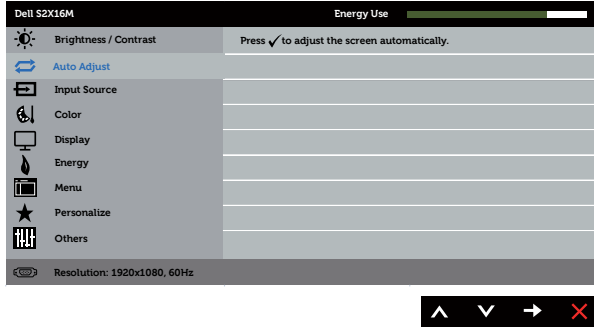 Dell S2X16M Energy Use
Brightness / Contrast
Press ✓ to adjust the screen automatically.
Auto Adjust
Input Source
Color
Display
Energy
Menu
Personalize
Others
Resolution: 1920x1080, 60Hz